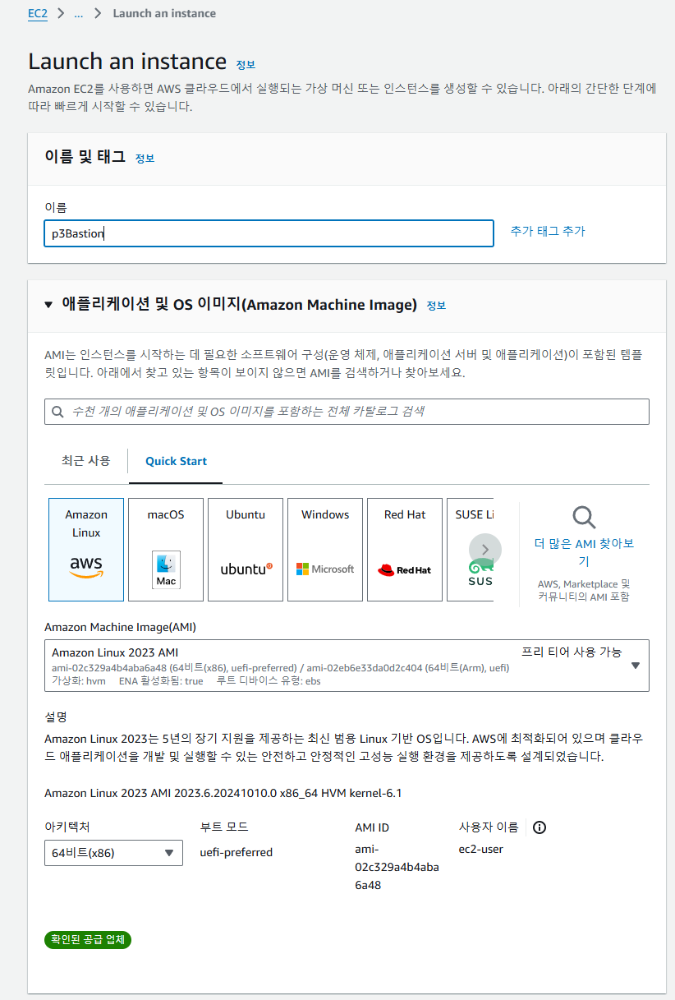 EC2 > ... > Launch an instance
Launch an instance 정보
Amazon EC2를 사용하면 AWS 클라우드에서 실행되는 가상 머신 또는 인스턴스를 생성할 수 있습니다. 아래의 간단한 단계에
따라 빠르게 시작할 수 있습니다.
이름 및 태그 정보
이름
p3Bastion
추가 태그 추가
애플리케이션 및 OS 이미지(Amazon Machine Image) 정보
AMI는 인스턴스를 시작하는 데 필요한 소프트웨어 구성(운영 체제, 애플리케이션 서버 및 애플리케이션)이 포함된 템플
릿입니다. 아래에서 찾고 있는 항목이 보이지 않으면 AMI를 검색하거나 찾아보세요.
수천 개의 애플리케이션 및 OS 이미지를 포함하는 전체 카탈로그 검색
최근 사용
Quick Start
Amazon
Linux
aws
macOS
Mac
Ubuntu
ubuntu
Windows
Microsoft
Red Hat
Red Hat
SUSE Li
SUS
더 많은 AMI 찾아보
기
AWS, Marketplace 및
커뮤니티의 AMI 포함
Amazon Machine Image(AMI)
Amazon Linux 2023 AMI
프리 티어 사용 가능
ami-02c329a4b4aba6a48 (64비트(x86), uefi-preferred) / ami-02eb6e33da0d2c404 (64비트(Arm), uefi)
가상화: hvm ENA 활성화됨: true 루트 디바이스 유형: ebs
설명
Amazon Linux 2023는 5년의 장기 지원을 제공하는 최신 범용 Linux 기반 OS입니다. AWS에 최적화되어 있으며 클라우
드 애플리케이션을 개발 및 실행할 수 있는 안전하고 안정적인 고성능 실행 환경을 제공하도록 설계되었습니다.
Amazon Linux 2023 AMI 2023.6.20241010.0 x86_64 HVM kernel-6.1
아키텍처
64비트(x86)
부트 모드
uefi-preferred
AMI ID
ami-
02c329a4b4aba
6a48
사용자 이름
ec2-user
확인된 공급 업체